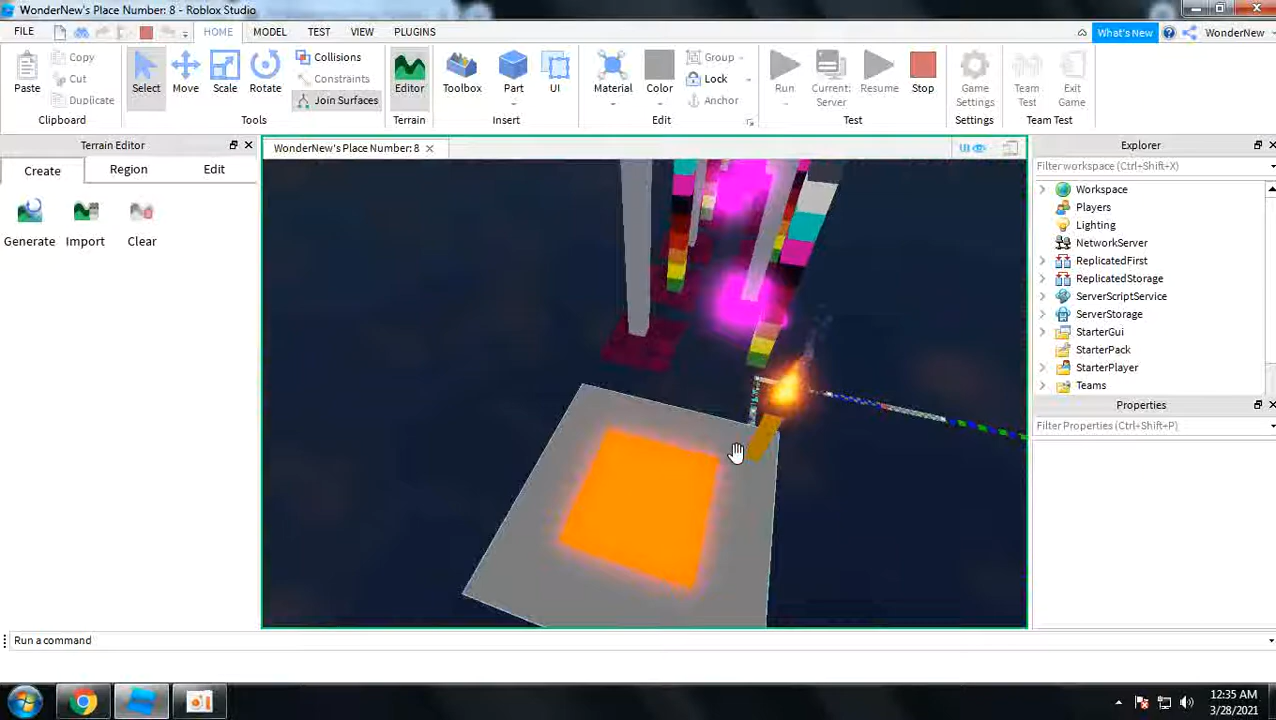 WonderNew's Place Number: 8 - Roblox Studio
FILE HOME MODEL TEST VIEW PLUGINS What's New WonderNew
Paste Copy Cut Duplicate Select Move Scale Rotate Collisions Constraints Join Surfaces Editor Toolbox Part UI Material Color Group Lock Anchor Run Current: Server Resume Stop Game Settings Team Test Exit Game
Clipboard Tools Terrain Insert Edit Test Settings Team Test
Terrain Editor
Create Region Edit
Generate Import Clear
WonderNew's Place Number: 8
UI
Explorer
Filter workspace (Ctrl+Shift+X)
Workspace
Players
Lighting
NetworkServer
ReplicatedFirst
ReplicatedStorage
ServerScriptService
ServerStorage
StarterGui
StarterPack
StarterPlayer
Teams
Properties
Filter Properties (Ctrl+Shift+P)
Run a command
12:35 AM
3/28/2021